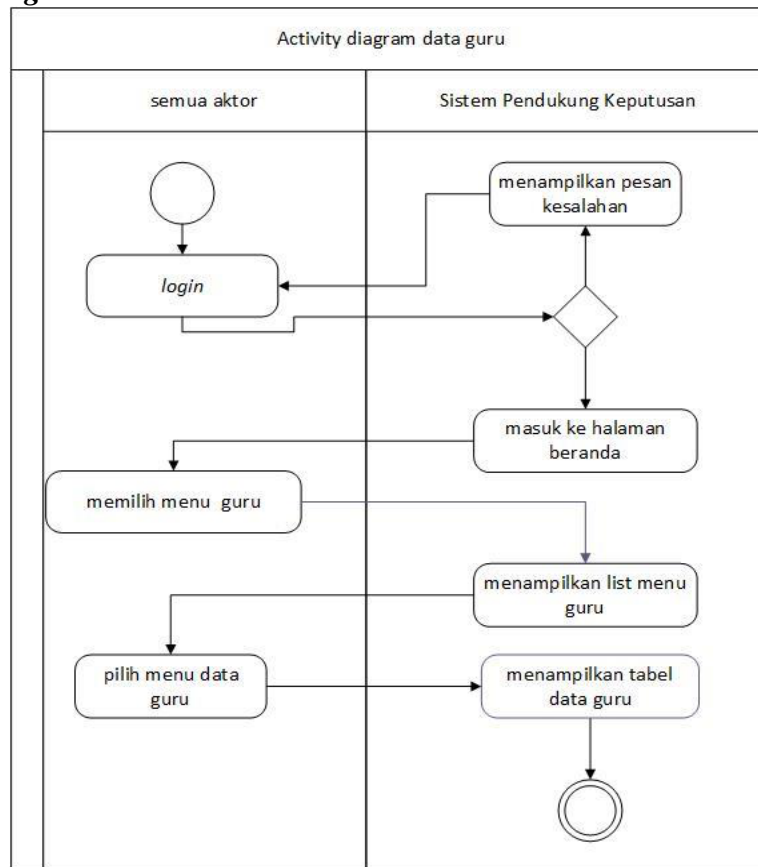 Activity diagram data guru
semua aktor
Sistem Pendukung Keputusan
menampilkan pesan
kesalahan
login
masuk ke halaman
beranda
memilih menu guru
menampilkan list menu
guru
pilih menu data
guru
menampilkan tabel
data guru